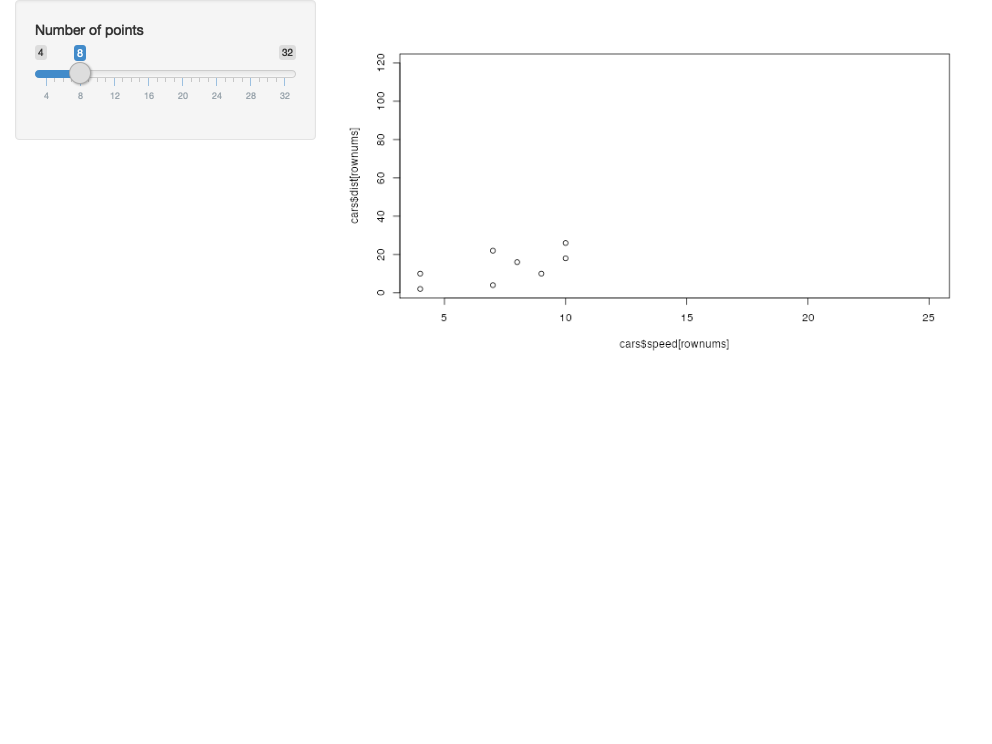 Number of points
4 8 32
4 8 12 16 20 24 28 32
cars$dist[rownums]
120
100
80
60
40
20
0
5 10 15 20 25
cars$speed[rownums]